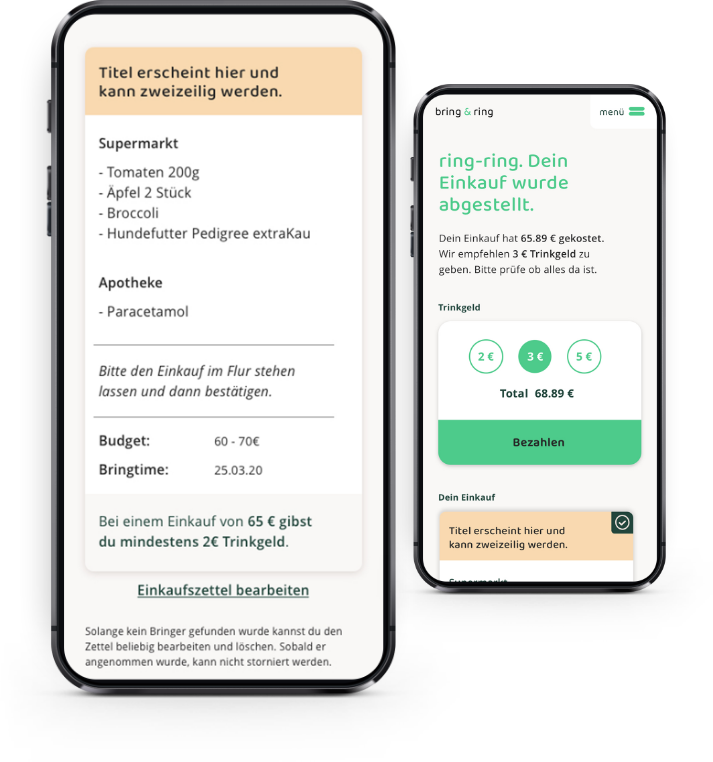 Titel erscheint hier und
kann zweizeilig werden.
Supermarkt
- Tomaten 200g
- Äpfel 2 Stück
- Broccoli
- Hundefutter Pedigree extraKau
Apotheke
- Paracetamol
Bitte den Einkauf im Flur stehen
lassen und dann bestätigen.
Budget: 60 - 70€
Bringtime: 25.03.20
Bei einem Einkauf von 65 € gibst
du mindestens 2€ Trinkgeld.
Einkaufszettel bearbeiten
Solange kein Bringer gefunden wurde kannst du den
Zettel beliebig bearbeiten und löschen. Sobald er
angenommen wurde, kann nicht storniert werden.
bring & ring
menü
ring-ring. Dein
Einkauf wurde
abgestellt.
Dein Einkauf hat 65.89 € gekostet.
Wir empfehlen 3 € Trinkgeld zu
geben. Bitte prüfe ob alles da ist.
Trinkgeld
2 € 3 € 5 €
Total 68.89 €
Bezahlen
Dein Einkauf
Titel erscheint hier und
kann zweizeilig werden.
Supermarkt